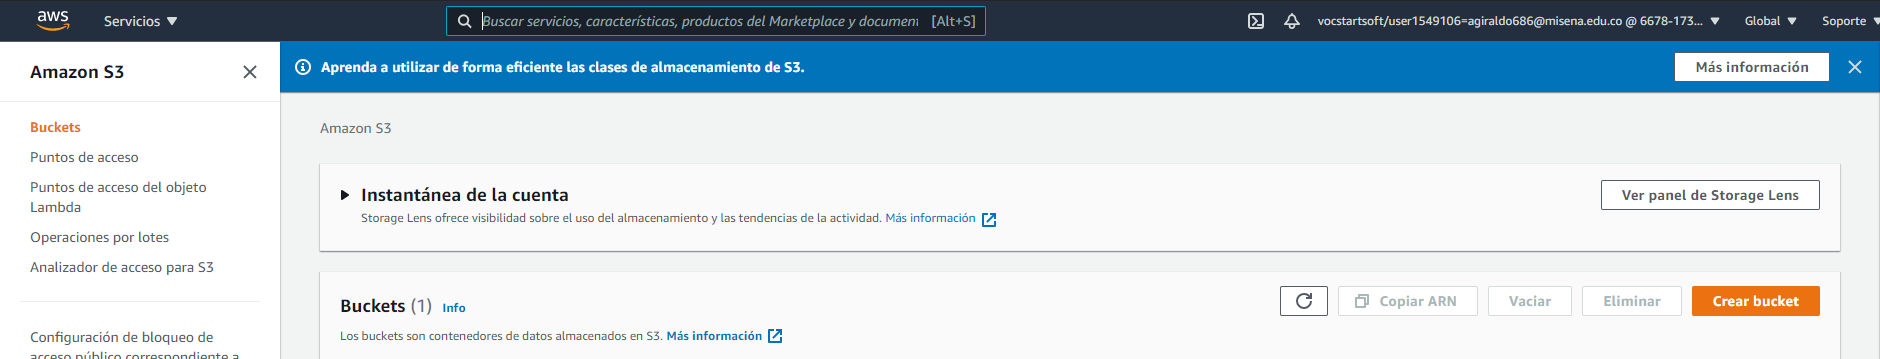 aws
Servicios
Buscar servicios, características, productos del Marketplace y document [Alt+S]
vocstartsoft/user1549106=agiraldo686@misena.edu.co @ 6678-173...
Global
Soporte
Amazon S3
Aprenda a utilizar de forma eficiente las clases de almacenamiento de S3.
Más información
Buckets
Puntos de acceso
Puntos de acceso del objeto
Lambda
Operaciones por lotes
Analizador de acceso para S3
Configuración de bloqueo de
acceso público correspondiente a
Amazon S3
Instantánea de la cuenta
Storage Lens ofrece visibilidad sobre el uso del almacenamiento y las tendencias de la actividad. Más información
Ver panel de Storage Lens
Buckets (1) Info
Los buckets son contenedores de datos almacenados en S3. Más información
Copiar ARN
Vaciar
Eliminar
Crear bucket